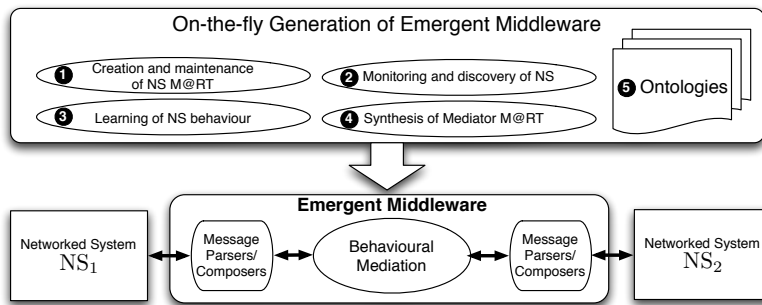 On-the-fly Generation of Emergent Middleware
1 Creation and maintenance
of NS M@RT
2 Monitoring and discovery of NS
3 Learning of NS behaviour
4 Synthesis of Mediator M@RT
5 Ontologies
Emergent Middleware
Networked System
NS₁
Message
Parsers/
Composers
Behavioural
Mediation
Message
Parsers/
Composers
Networked System
NS₂